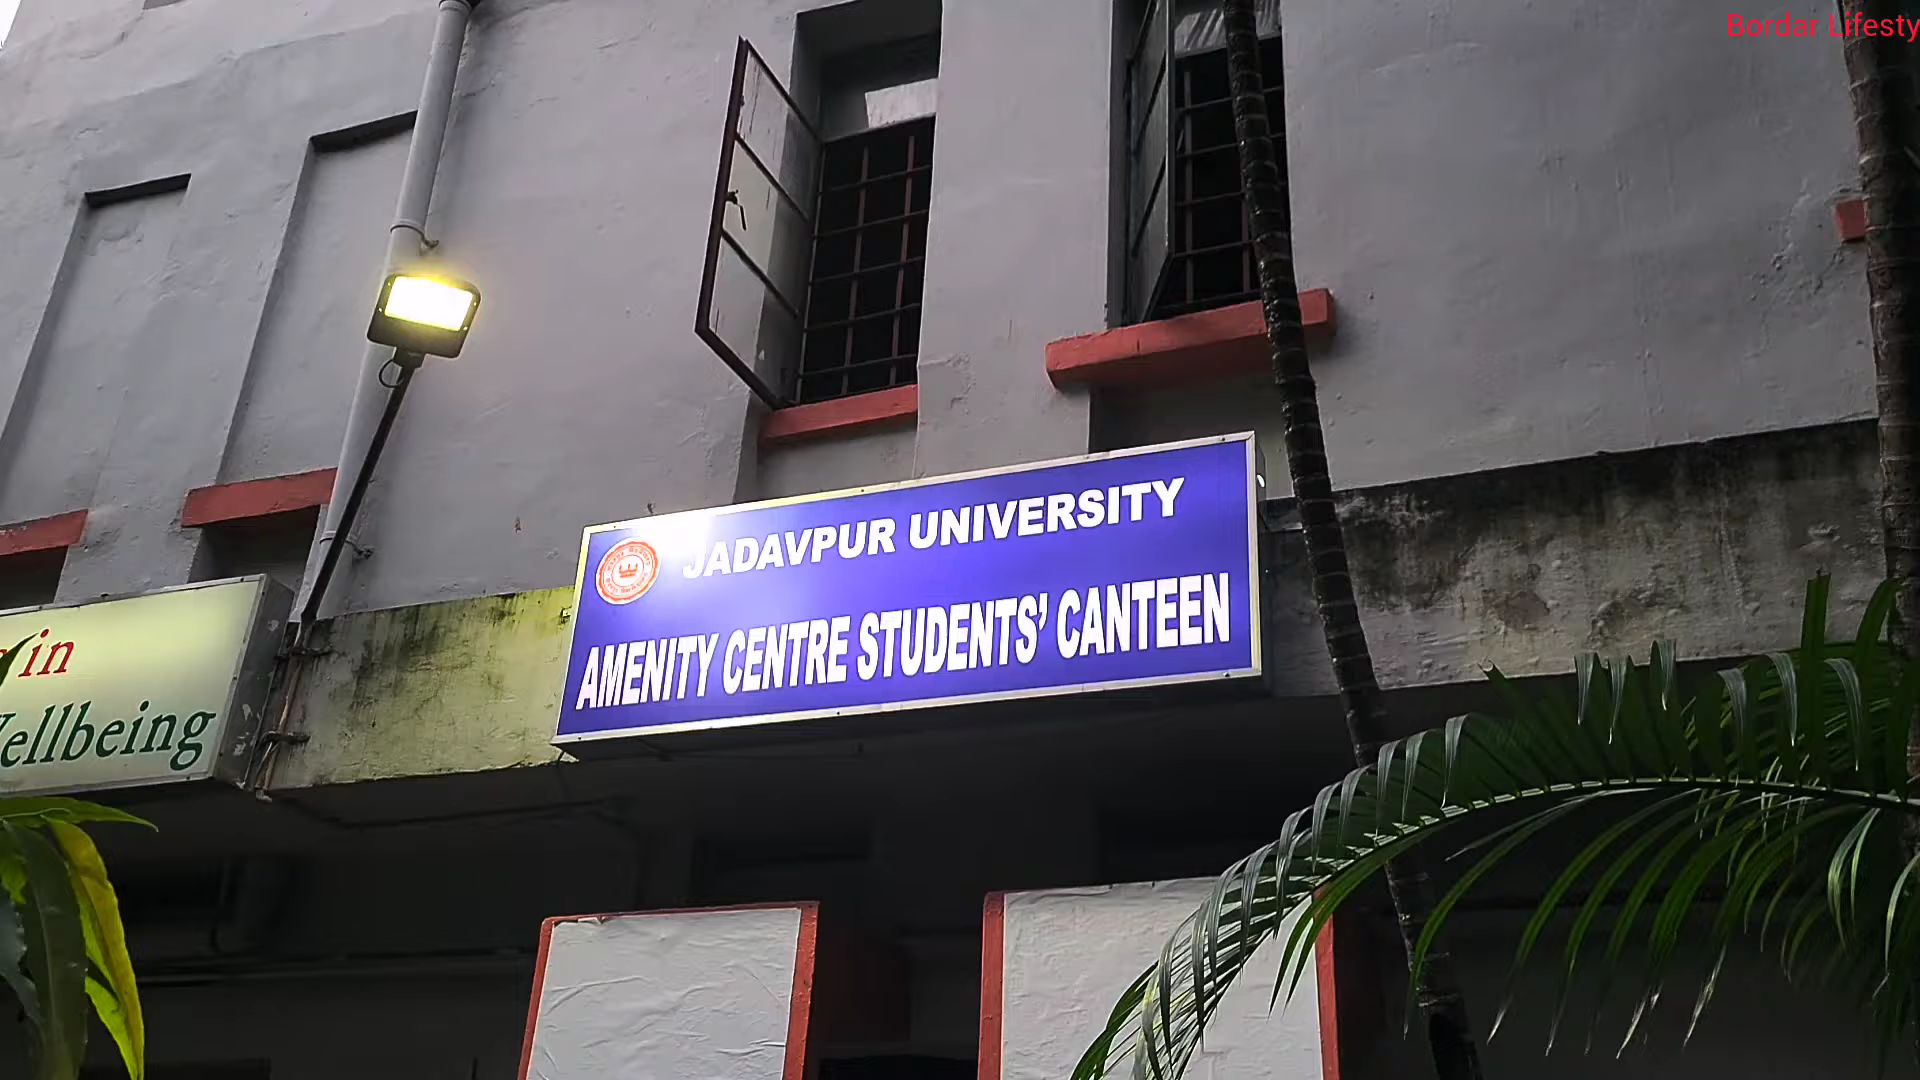 Bordar Lifesty
JADAVPUR UNIVERSITY
AMENITY CENTRE STUDENTS' CANTEEN
in
ellbeing